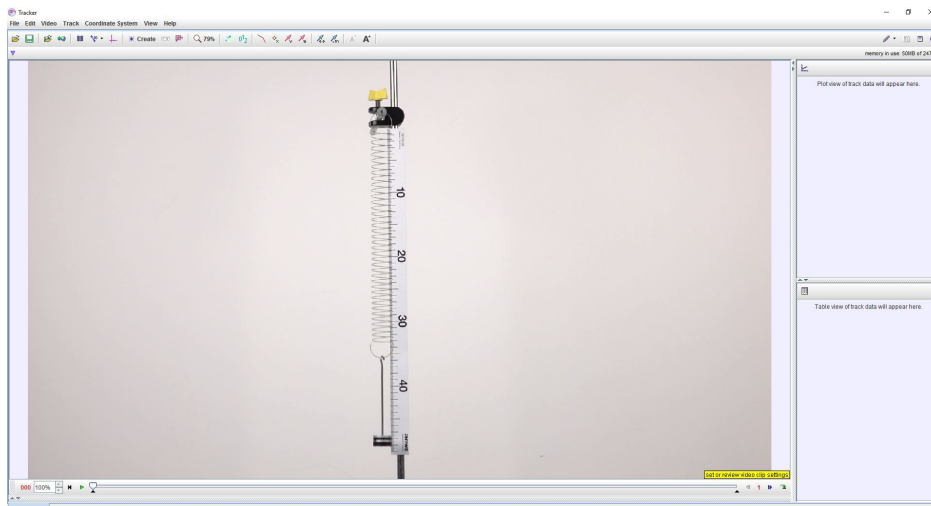 Tracker
File Edit Video Track Coordinate System View Help
Create 79%
memory in use: 50MB of 247
Plot view of track data will appear here.
10
20
30
40
Table view of track data will appear here.
set or review video clip settings
000 100% 1